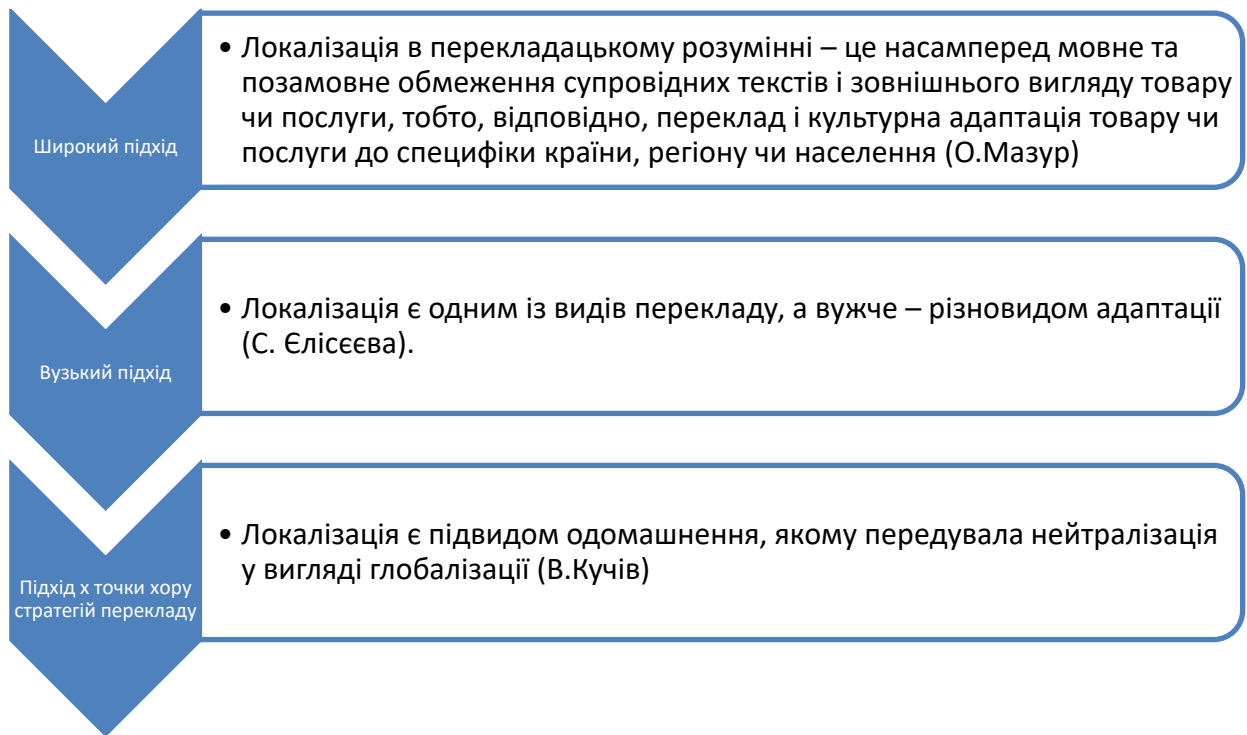 Широкий підхід
• Локалізація в перекладацькому розумінні – це насамперед мовне та
позамовне обмеження супровідних текстів і зовнішнього вигляду товару
чи послуги, тобто, відповідно, переклад і культурна адаптація товару чи
послуги до специфіки країни, регіону чи населення (О.Мазур)
Вузький підхід
• Локалізація є одним із видів перекладу, а вужче – різновидом адаптації
(С. Єлісєєва).
Підхід х точки хору
стратегій перекладу
• Локалізація є підвидом одомашнення, якому передувала нейтралізація
у вигляді глобалізації (В.Кучів)